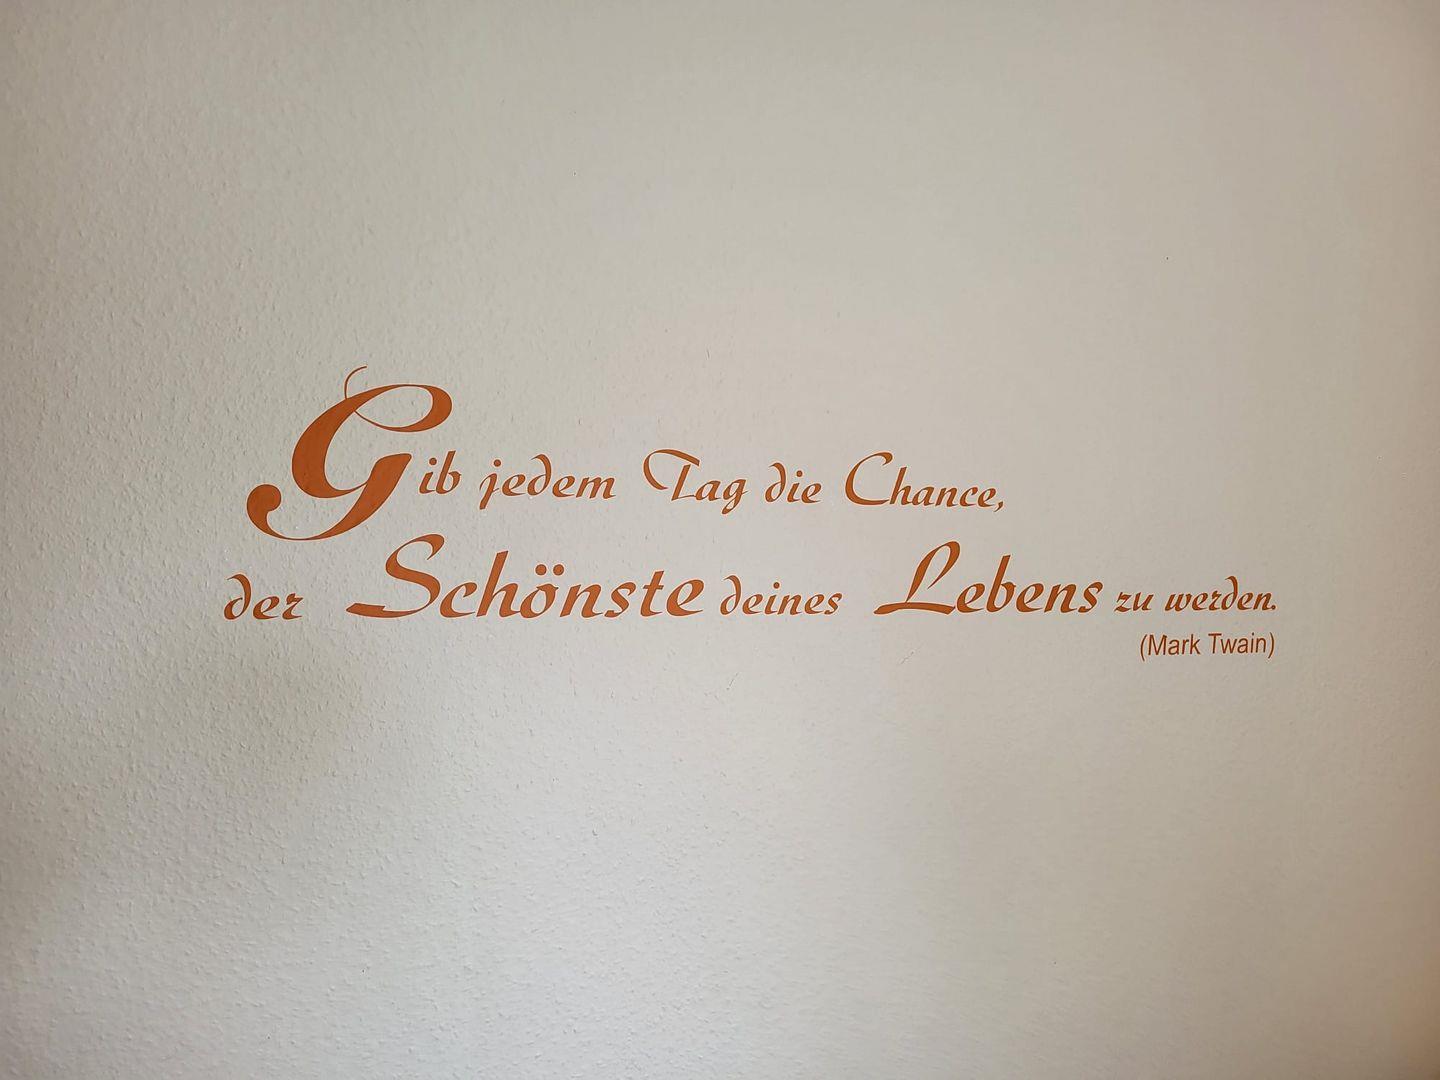 Gib jedem Tag die Chance,
der Schönste deines Lebens zu werden.
(Mark Twain)